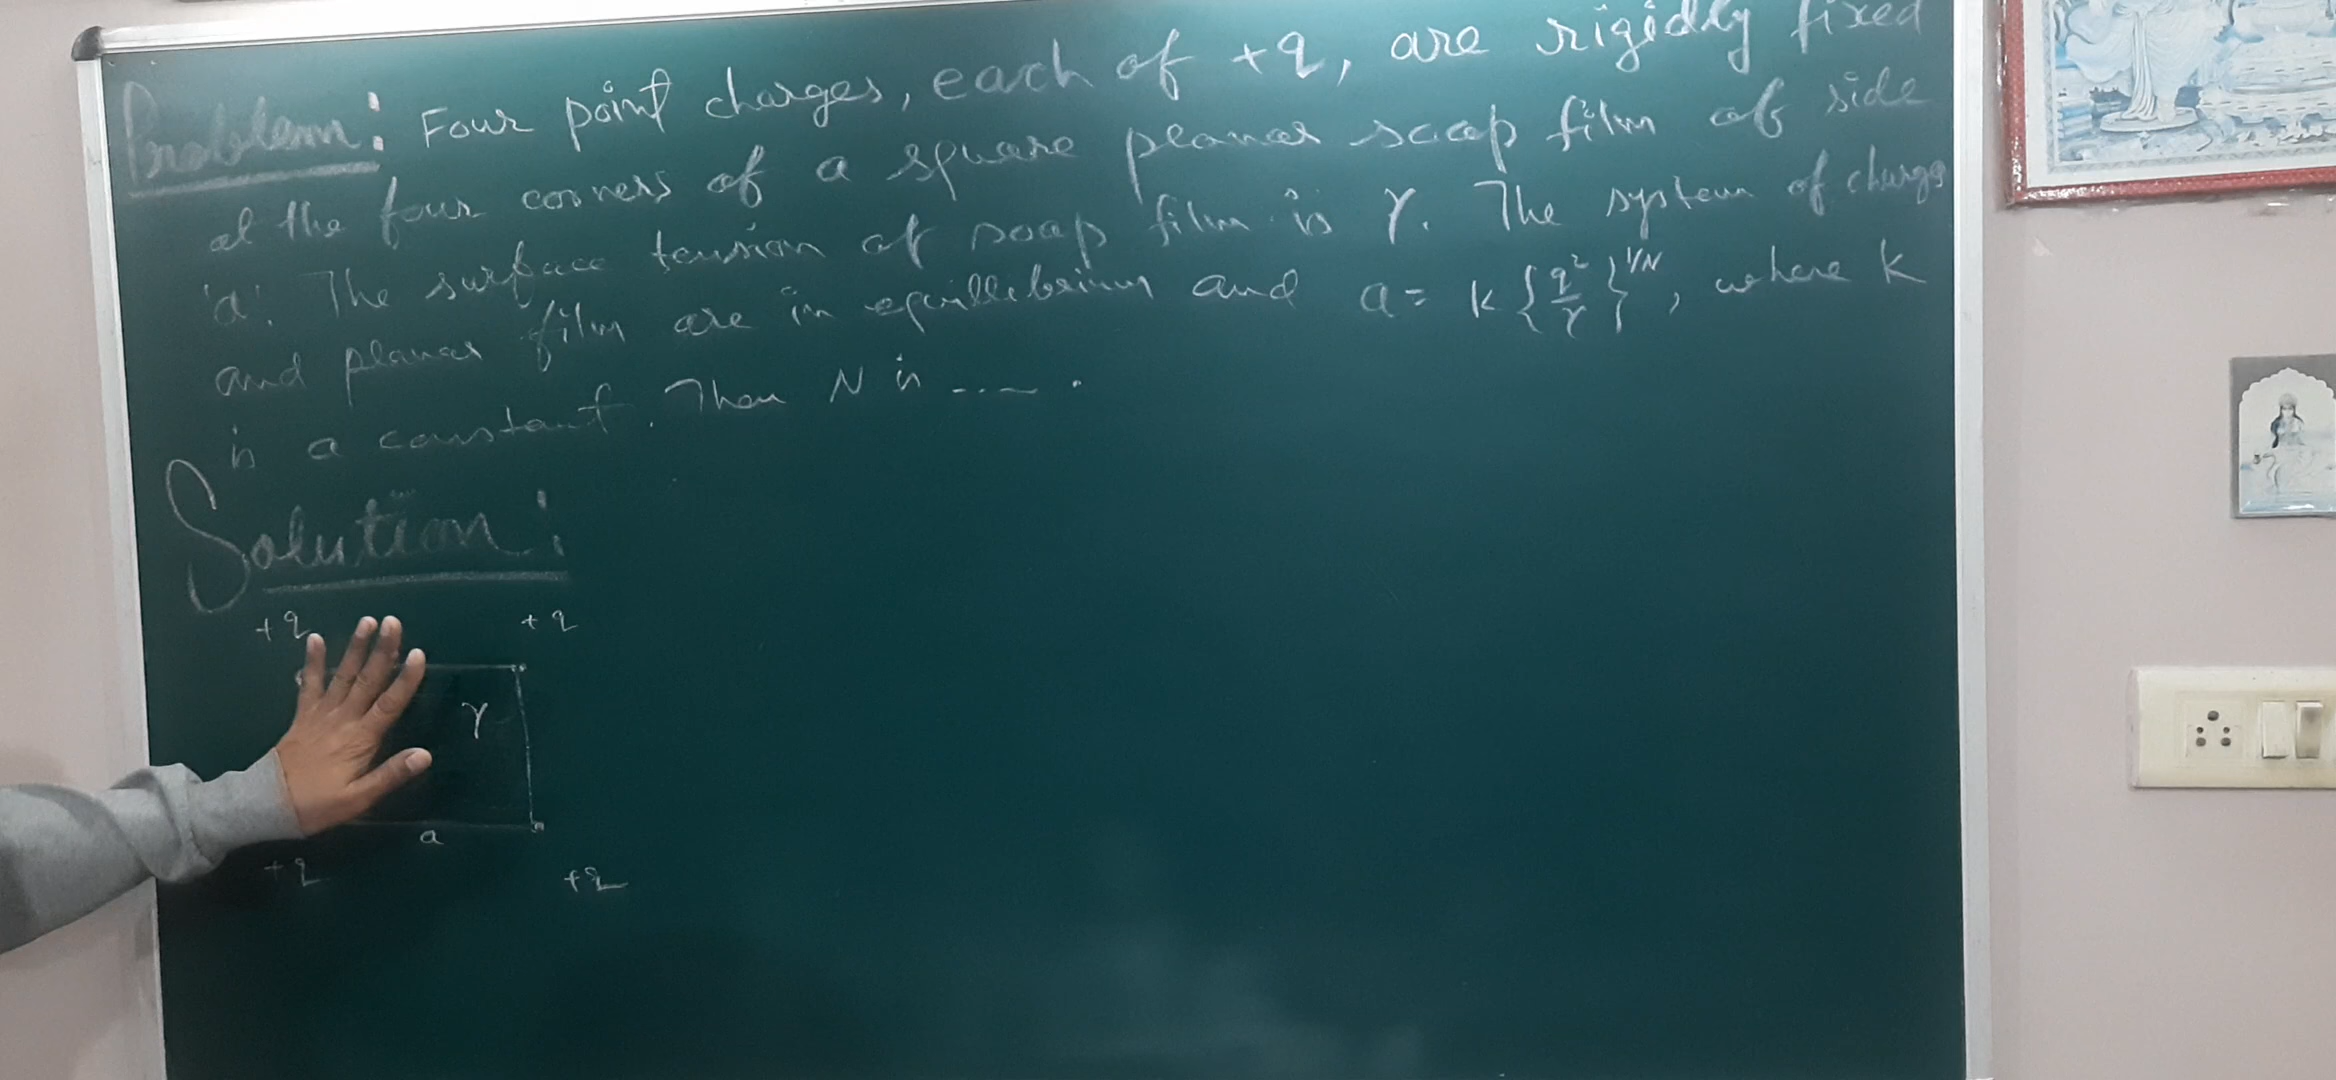 Problem: Four point charges, each of +q, are rigidly fixed
at the four corners of a square planar soap film of side
'a'. The surface tension of soap film is γ. The system of charges
and planar film are in equilibrium and a = k{q²/γ}^1/N, where k
is a constant. Then N is ----.
Solution:
+q +q
γ
a
+q +q